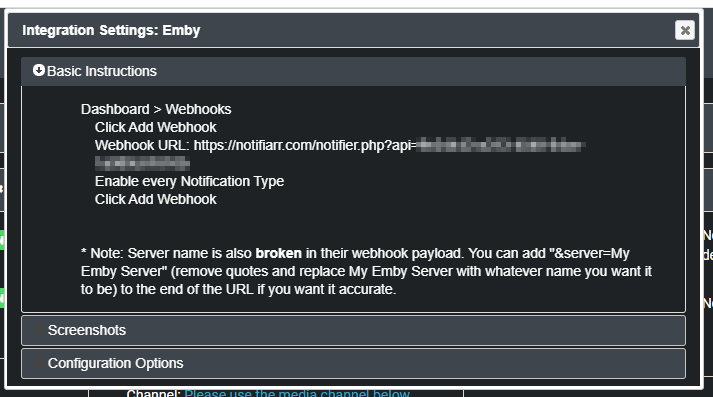 Integration Settings: Emby
Basic Instructions
Dashboard > Webhooks
Click Add Webhook
Webhook URL: https://notifiarr.com/notifier.php?api=
Enable every Notification Type
Click Add Webhook
* Note: Server name is also broken in their webhook payload. You can add "&server=My
Emby Server" (remove quotes and replace My Emby Server with whatever name you want it
to be) to the end of the URL if you want it accurate.
Screenshots
Configuration Options
Channel: Please use the media channel below